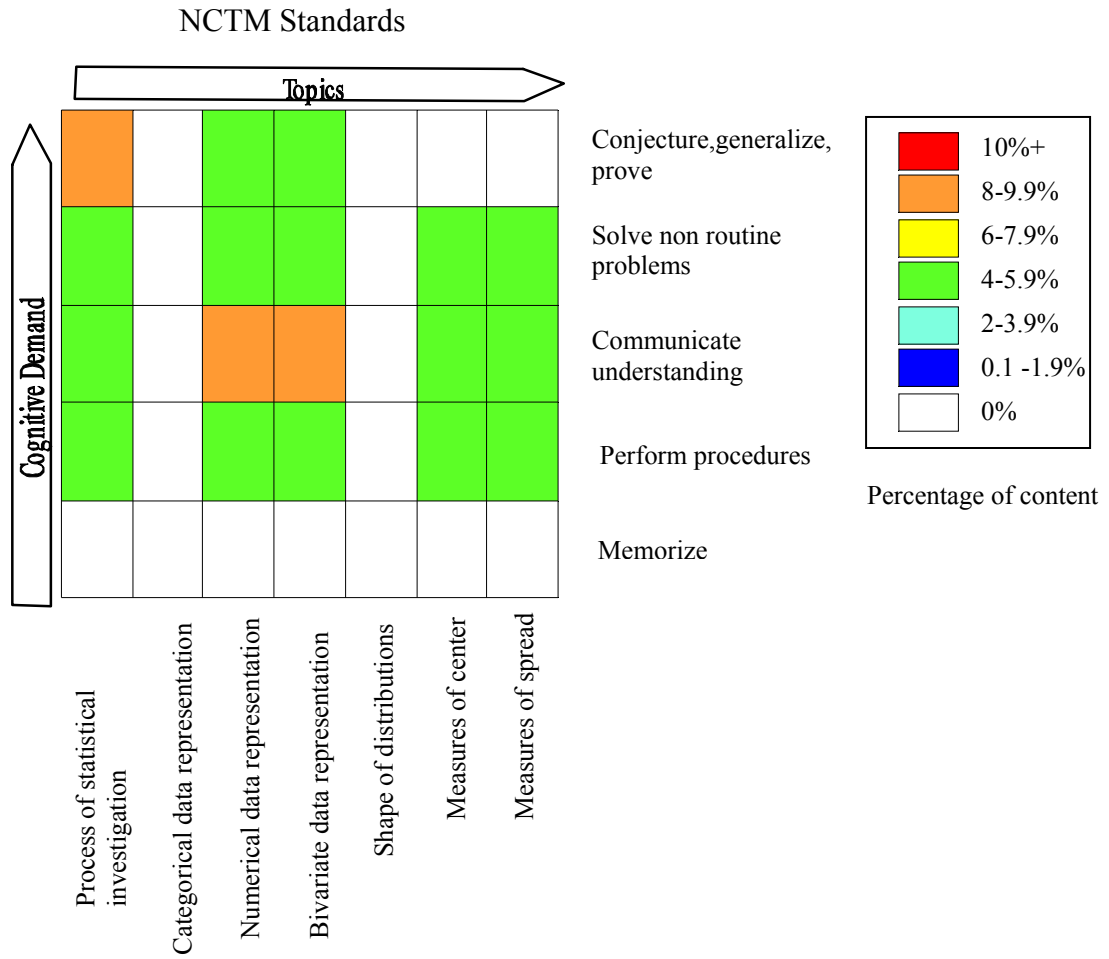 NCTM Standards
Topics
Cognitive Demand
Conjecture,generalize,
prove
Solve non routine
problems
Communicate
understanding
Perform procedures
Memorize
10%+
8-9.9%
6-7.9%
4-5.9%
2-3.9%
0.1 -1.9%
0%
Percentage of content
Process of statistical
investigation
Categorical data representation
Numerical data representation
Bivariate data representation
Shape of distributions
Measures of center
Measures of spread